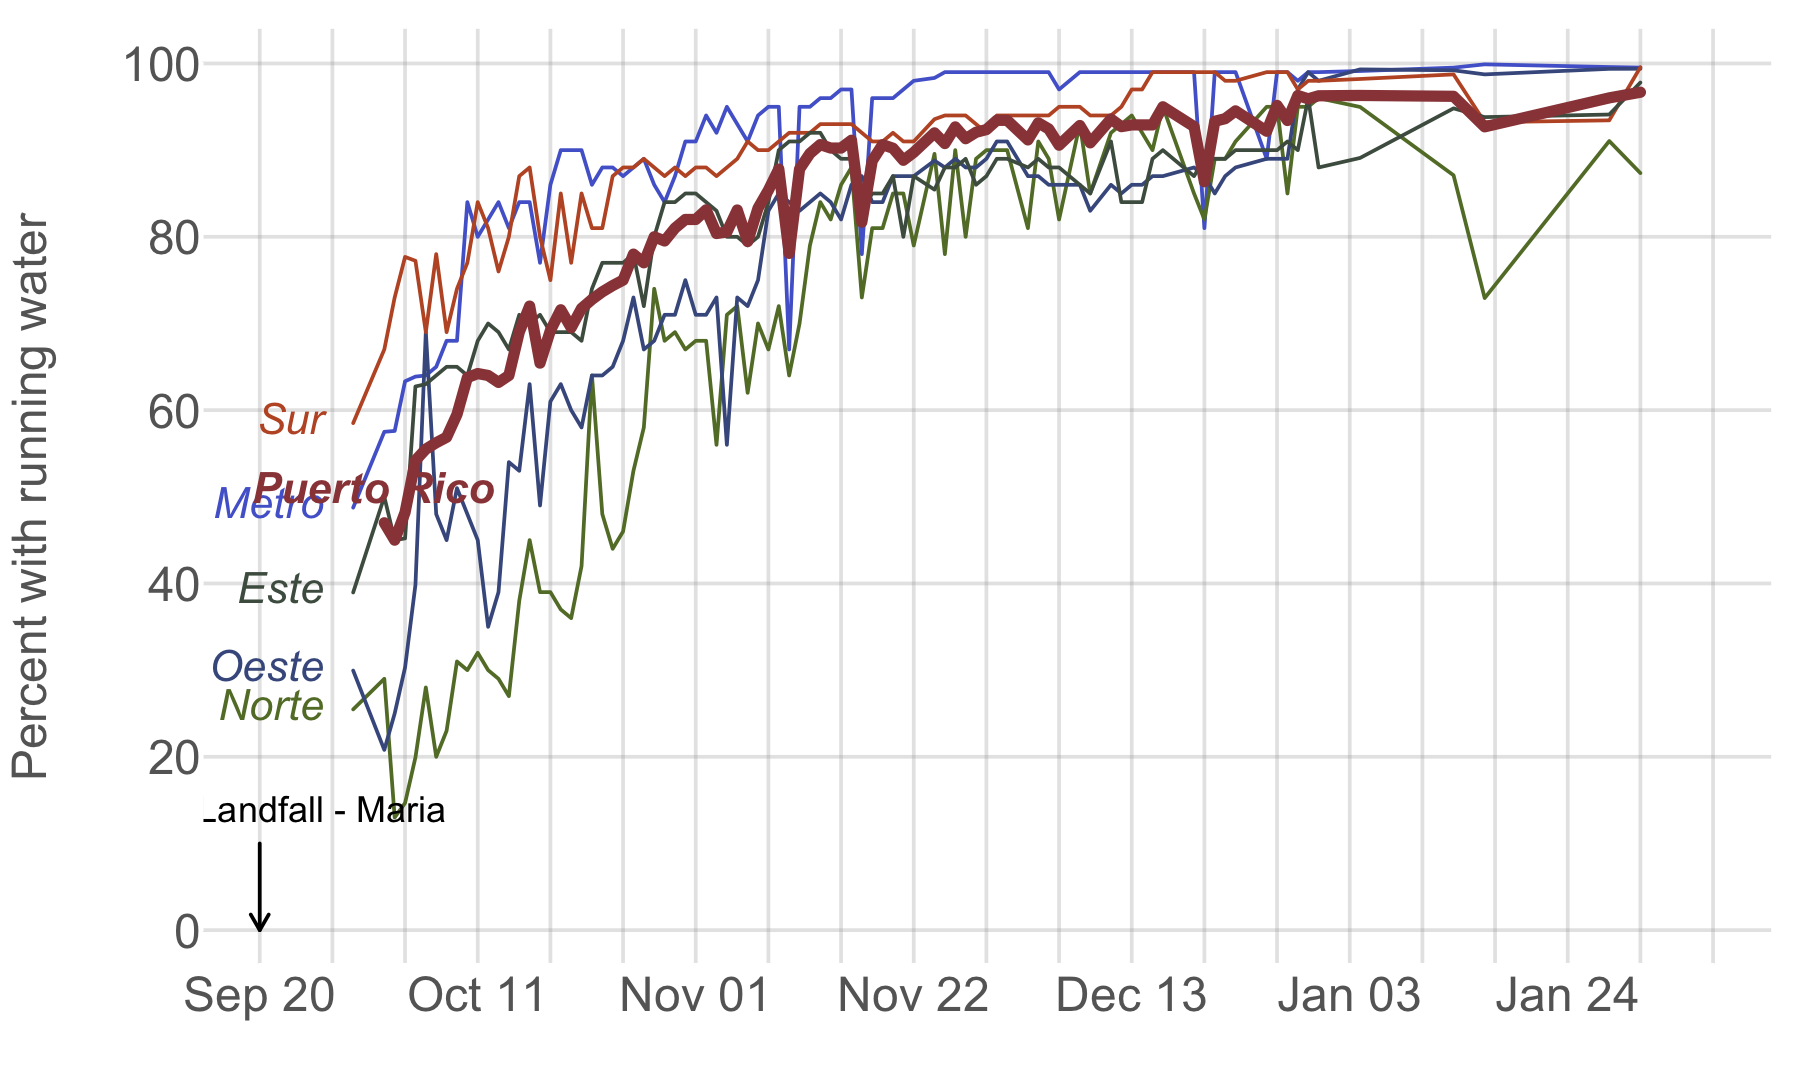 Percent with running water
100
80
60
40
20
0
Sur
Puerto Rico
Metro
Este
Oeste
Norte
Landfall - Maria
Sep 20
Oct 11
Nov 01
Nov 22
Dec 13
Jan 03
Jan 24